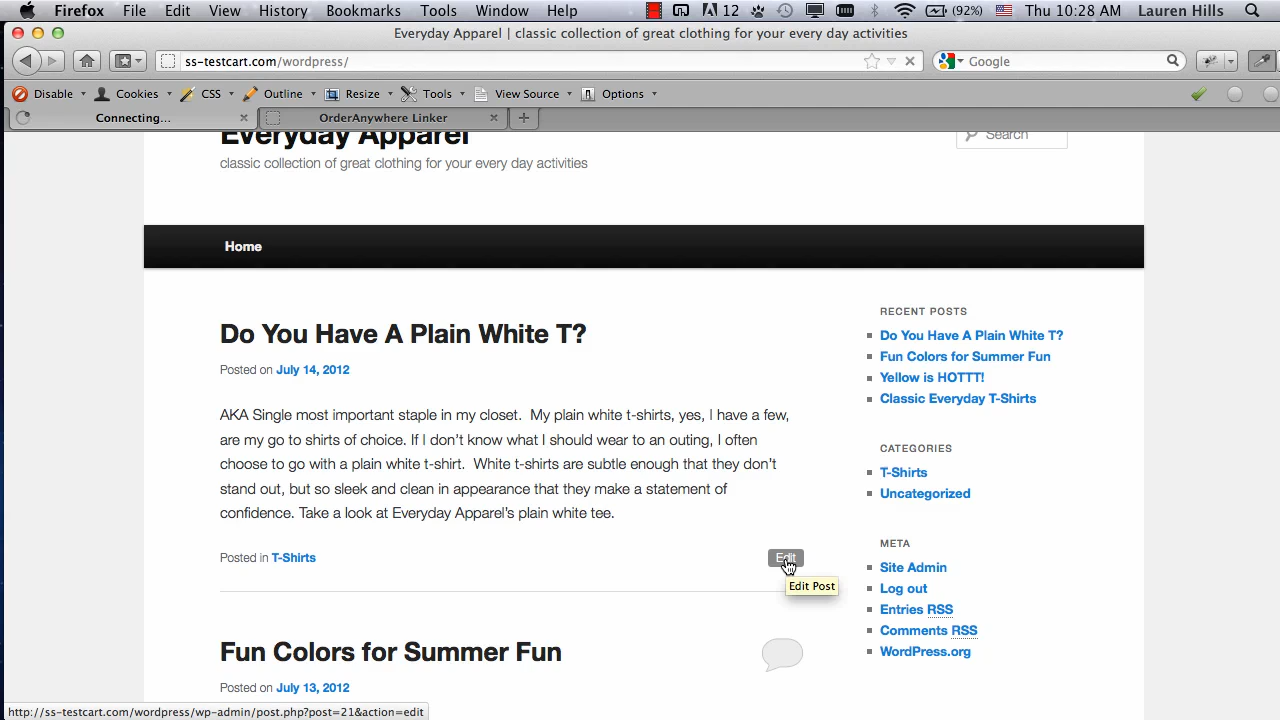 Firefox File Edit View History Bookmarks Tools Window Help 12 (92%) Thu 10:28 AM Lauren Hills
Everyday Apparel | classic collection of great clothing for your every day activities
ss-testcart.com/wordpress/ Google
Disable Cookies CSS Outline Resize Tools View Source Options
Connecting... OrderAnywhere Linker
Everyday Apparel
Search
classic collection of great clothing for your every day activities
Home
Do You Have A Plain White T?
Posted on July 14, 2012
AKA Single most important staple in my closet.  My plain white t-shirts, yes, I have a few,
are my go to shirts of choice. If I don't know what I should wear to an outing, I often
choose to go with a plain white t-shirt.  White t-shirts are subtle enough that they don't
stand out, but so sleek and clean in appearance that they make a statement of
confidence. Take a look at Everyday Apparel's plain white tee.
Posted in T-Shirts
Edit
Edit Post
Fun Colors for Summer Fun
Posted on July 13, 2012
RECENT POSTS
Do You Have A Plain White T?
Fun Colors for Summer Fun
Yellow is HOTTT!
Classic Everyday T-Shirts
CATEGORIES
T-Shirts
Uncategorized
META
Site Admin
Log out
Entries RSS
Comments RSS
WordPress.org
http://ss-testcart.com/wordpress/wp-admin/post.php?post=21&action=edit